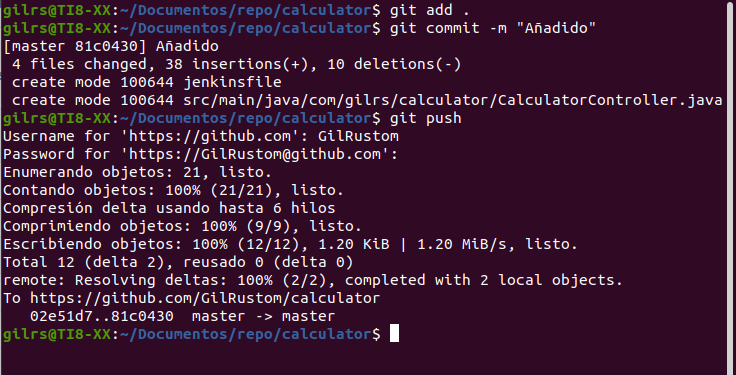 gilrs@TI8-XX:~/Documentos/repo/calculator$ git add .
gilrs@TI8-XX:~/Documentos/repo/calculator$ git commit -m "Añadido"
[master 81c0430] Añadido
 4 files changed, 38 insertions(+), 10 deletions(-)
 create mode 100644 jenkinsfile
 create mode 100644 src/main/java/com/gilrs/calculator/CalculatorController.java
gilrs@TI8-XX:~/Documentos/repo/calculator$ git push
Username for 'https://github.com': GilRustom
Password for 'https://GilRustom@github.com':
Enumerando objetos: 21, listo.
Contando objetos: 100% (21/21), listo.
Compresión delta usando hasta 6 hilos
Comprimiendo objetos: 100% (9/9), listo.
Escribiendo objetos: 100% (12/12), 1.20 KiB | 1.20 MiB/s, listo.
Total 12 (delta 2), reusado 0 (delta 0)
remote: Resolving deltas: 100% (2/2), completed with 2 local objects.
To https://github.com/GilRustom/calculator
   02e51d7..81c0430  master -> master
gilrs@TI8-XX:~/Documentos/repo/calculator$